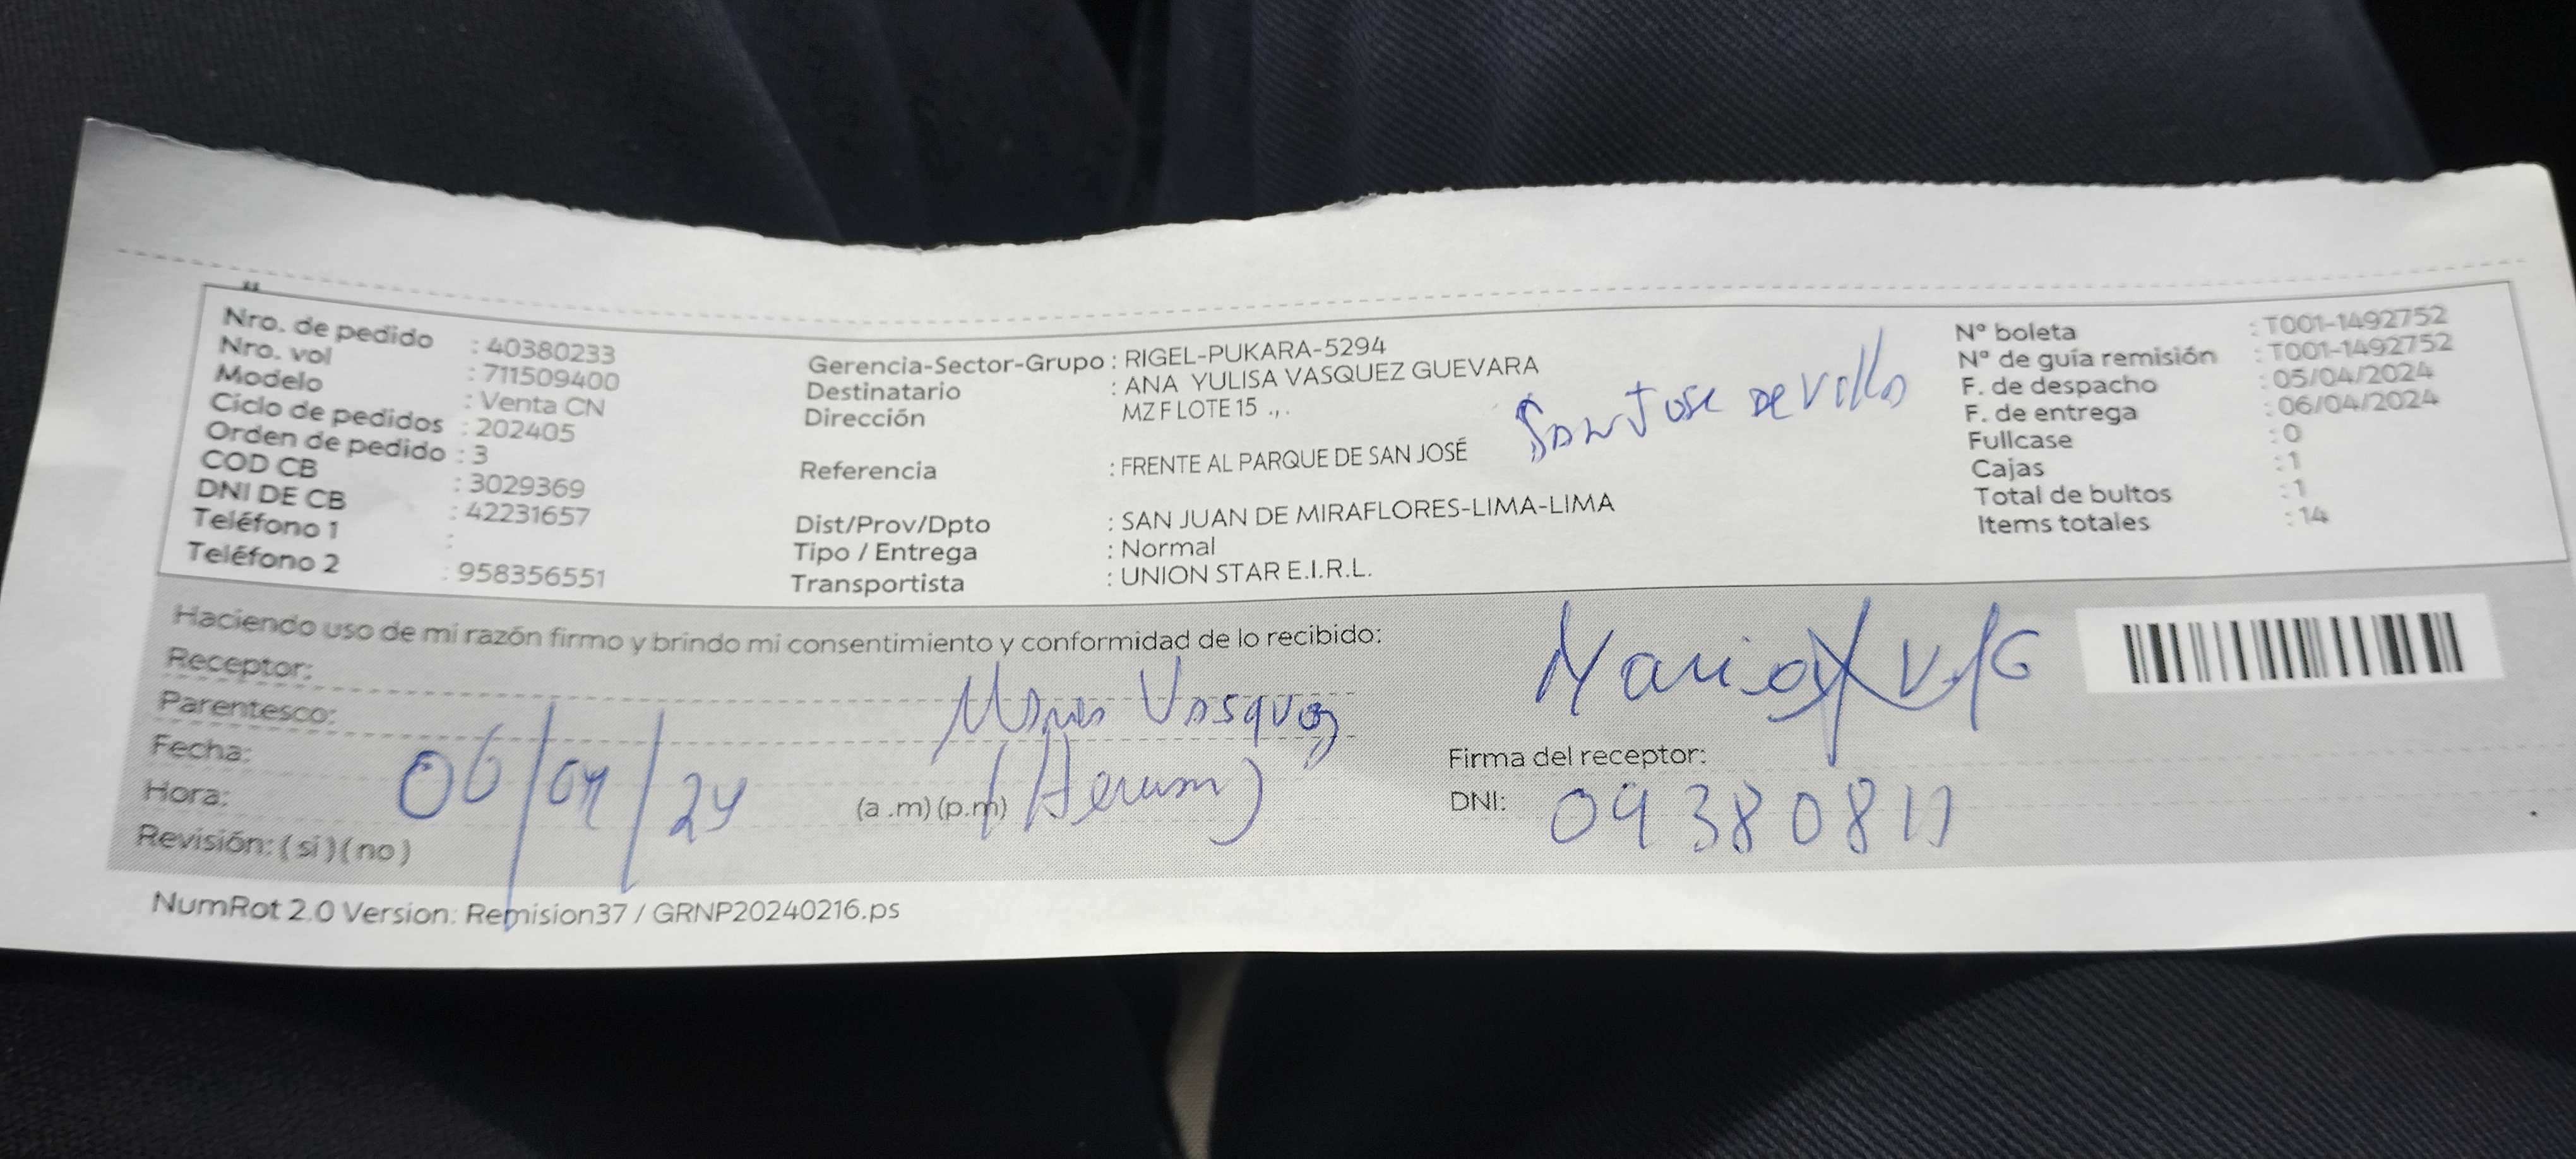 Nro. de pedido : 40380233
Nro. vol : 711509400
Modelo : Venta CN
Ciclo de pedidos : 202405
Orden de pedido : 3
COD CB : 3029369
DNI DE CB : 42231657
Teléfono 1 :
Teléfono 2 : 958356551
Gerencia-Sector-Grupo : RIGEL-PUKARA-5294
Destinatario : ANA YULISA VASQUEZ GUEVARA
Dirección MZ F LOTE 15 .,.
San Jose de Villa
Referencia : FRENTE AL PARQUE DE SAN JOSÉ
Dist/Prov/Dpto : SAN JUAN DE MIRAFLORES-LIMA-LIMA
Tipo / Entrega : Normal
Transportista : UNION STAR E.I.R.L.
N° boleta : T001-1492752
N° de guía remisión : T001-1492752
F. de despacho : 05/04/2024
F. de entrega : 06/04/2024
Fullcase : 0
Cajas : 1
Total de bultos : 1
Items totales : 14
Haciendo uso de mi razón firmo y brindo mi consentimiento y conformidad de lo recibido:
Receptor:
Parentesco: Vasquez
Fecha: 06/04/24
Hora: (a .m) (p.m)
Revisión: ( si ) ( no )
Maria V. G
Firma del receptor:
DNI: 093808
NumRot 2.0 Version: Remision37 / GRNP20240216.ps